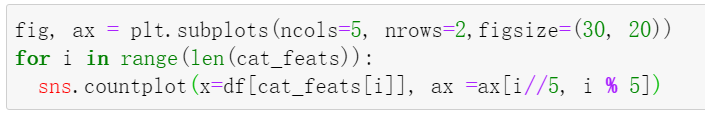 fig, ax = plt.subplots(ncols=5, nrows=2,figsize=(30, 20))
for i in range(len(cat_feats)):
  sns.countplot(x=df[cat_feats[i]], ax =ax[i//5, i % 5])